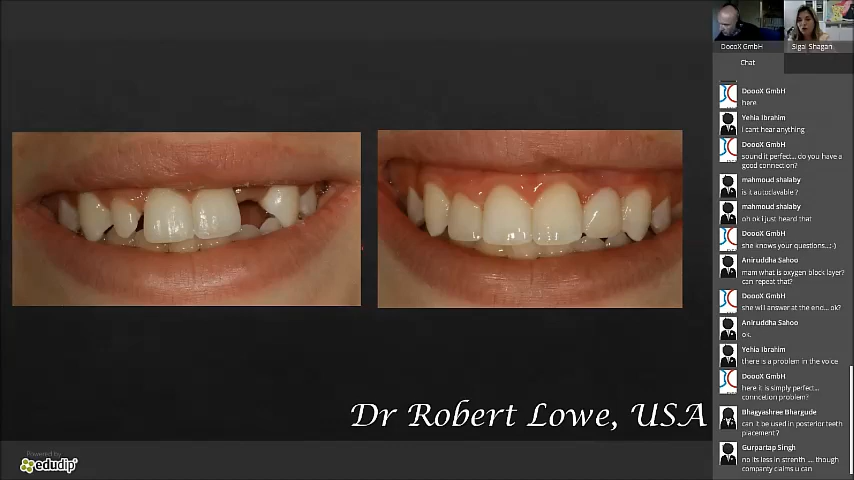 DoooX GmbH
Sigal Shagan
Chat
DoooX GmbH
here
Yehia Ibrahim
i cant hear anything
DoooX GmbH
sound it perfect... do you have a
good connection?
mahmoud shalaby
is it autoclavable ?
mahmoud shalaby
oh ok i just heard that
DoooX GmbH
she knows your questions...:-)
Aniruddha Sahoo
mam what is oxygen block layer?
can repeat that?
DoooX GmbH
she will answer at the end... ok?
Aniruddha Sahoo
ok.
Yehia Ibrahim
there is a problem in the voice
DoooX GmbH
here it is simply perfect...
conncetion problem?
Bhagyashree Bhargude
can it be used in posterior teeth
placement ?
Gurpartap Singh
no its less in strenth .... though
company claims u can
Dr Robert Lowe, USA
Powered by
edudip